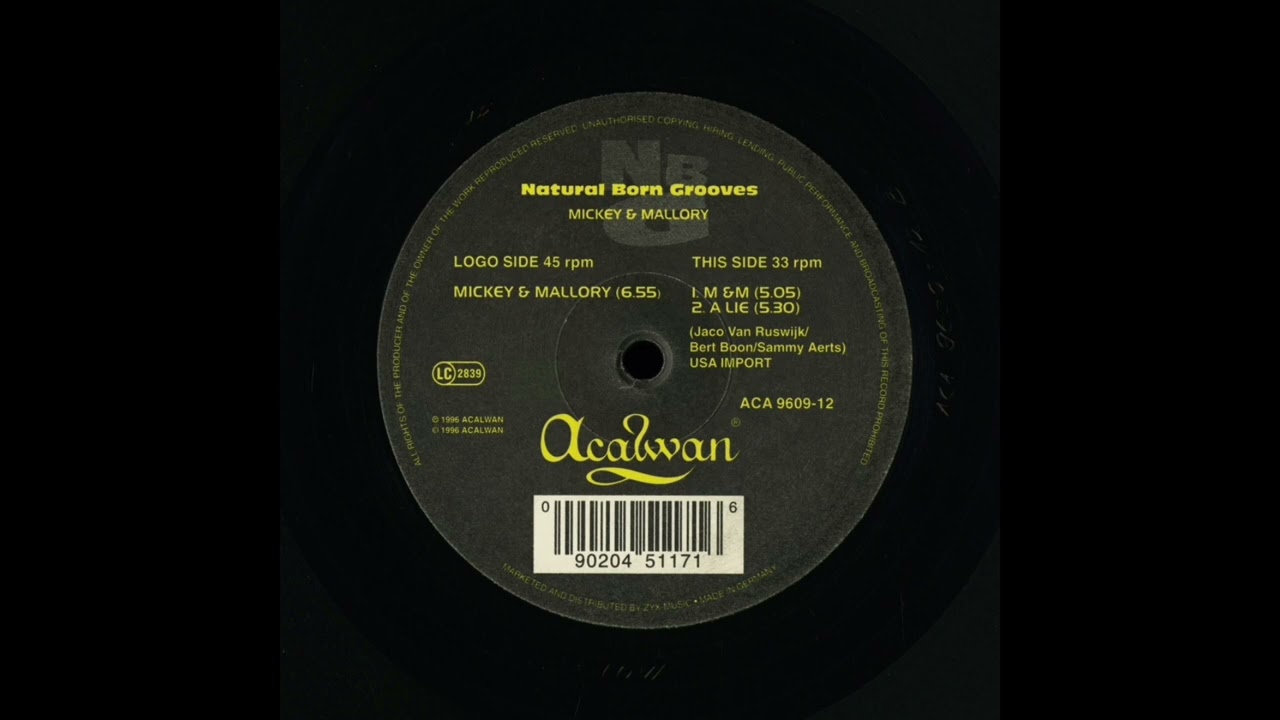 ALL RIGHTS OF THE PRODUCER AND OF THE OWNER OF THE WORK REPRODUCED RESERVED. UNAUTHORISED COPYING, HIRING, LENDING, PUBLIC PERFORMANCE AND BROADCASTING OF THIS RECORD PROHIBITED
NBG
Natural Born Grooves
MICKEY & MALLORY
LOGO SIDE 45 rpm
MICKEY & MALLORY (6.55)
THIS SIDE 33 rpm
1. M &M (5.05)
2. A LIE (5.30)
(Jaco Van Ruswijk/
Bert Boon/Sammy Aerts)
USA IMPORT
LC 2839
ACA 9609-12
℗ 1996 ACALWAN
© 1996 ACALWAN
Acalwan®
0 90204 51171 6
MARKETED AND DISTRIBUTED BY ZYX MUSIC • MADE IN GERMANY